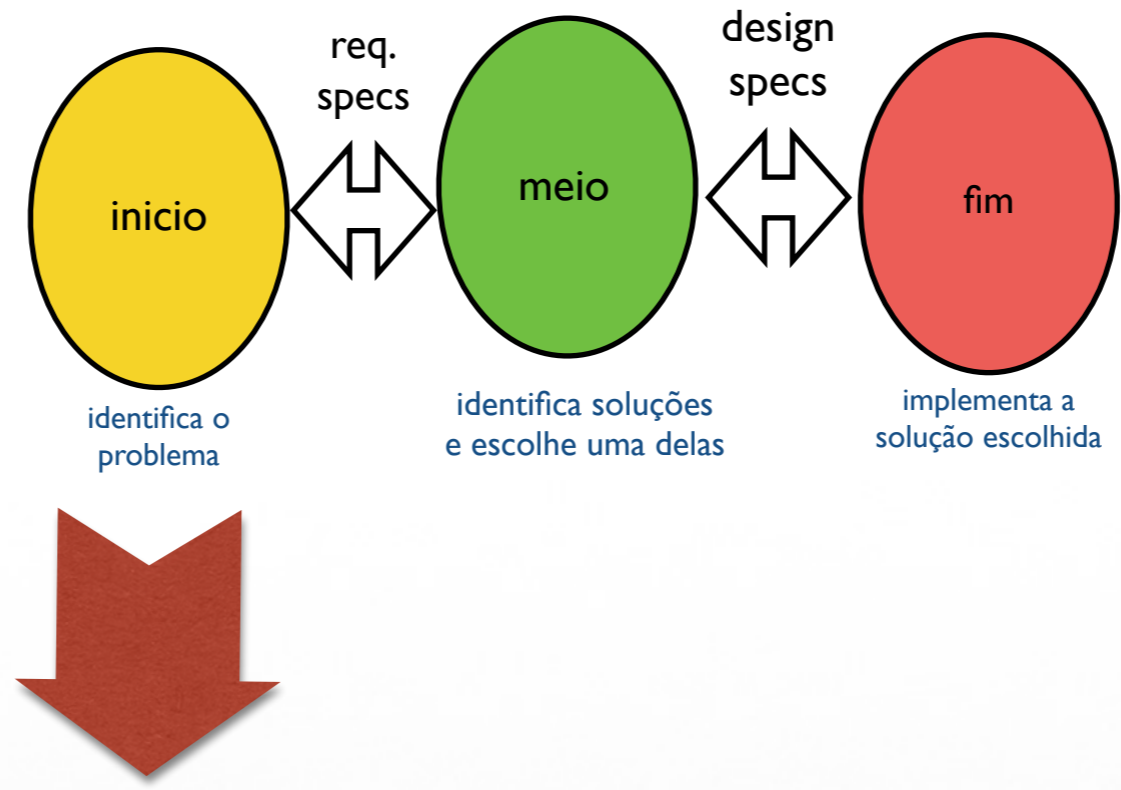 req.
specs
design
specs
inicio
meio
fim
identifica o
problema
identifica soluções
e escolhe uma delas
implementa a
solução escolhida